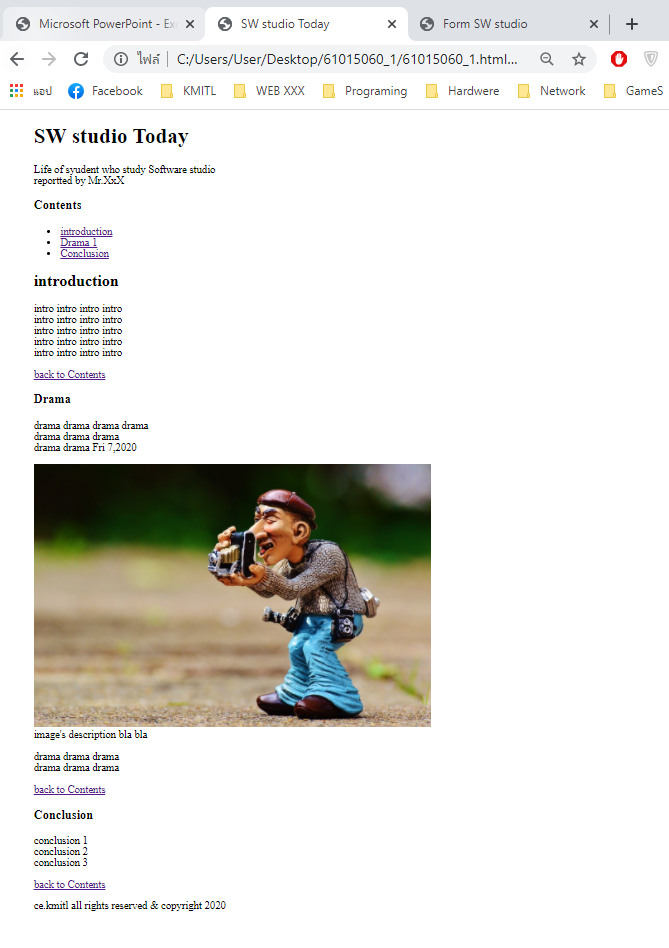 Microsoft PowerPoint - Ex
SW studio Today
Form SW studio
ไฟล์
C:/Users/User/Desktop/61015060_1/61015060_1.html...
แอป
Facebook
KMITL
WEB XXX
Programing
Hardwere
Network
GameS
SW studio Today
Life of syudent who study Software studio
reportted by Mr.XxX
Contents
introduction
Drama 1
Conclusion
introduction
intro intro intro intro
intro intro intro intro
intro intro intro intro
intro intro intro intro
intro intro intro intro
back to Contents
Drama
drama drama drama drama
drama drama drama
drama drama Fri 7,2020
image's description bla bla
drama drama drama
drama drama drama
back to Contents
Conclusion
conclusion 1
conclusion 2
conclusion 3
back to Contents
ce.kmitl all rights reserved & copyright 2020